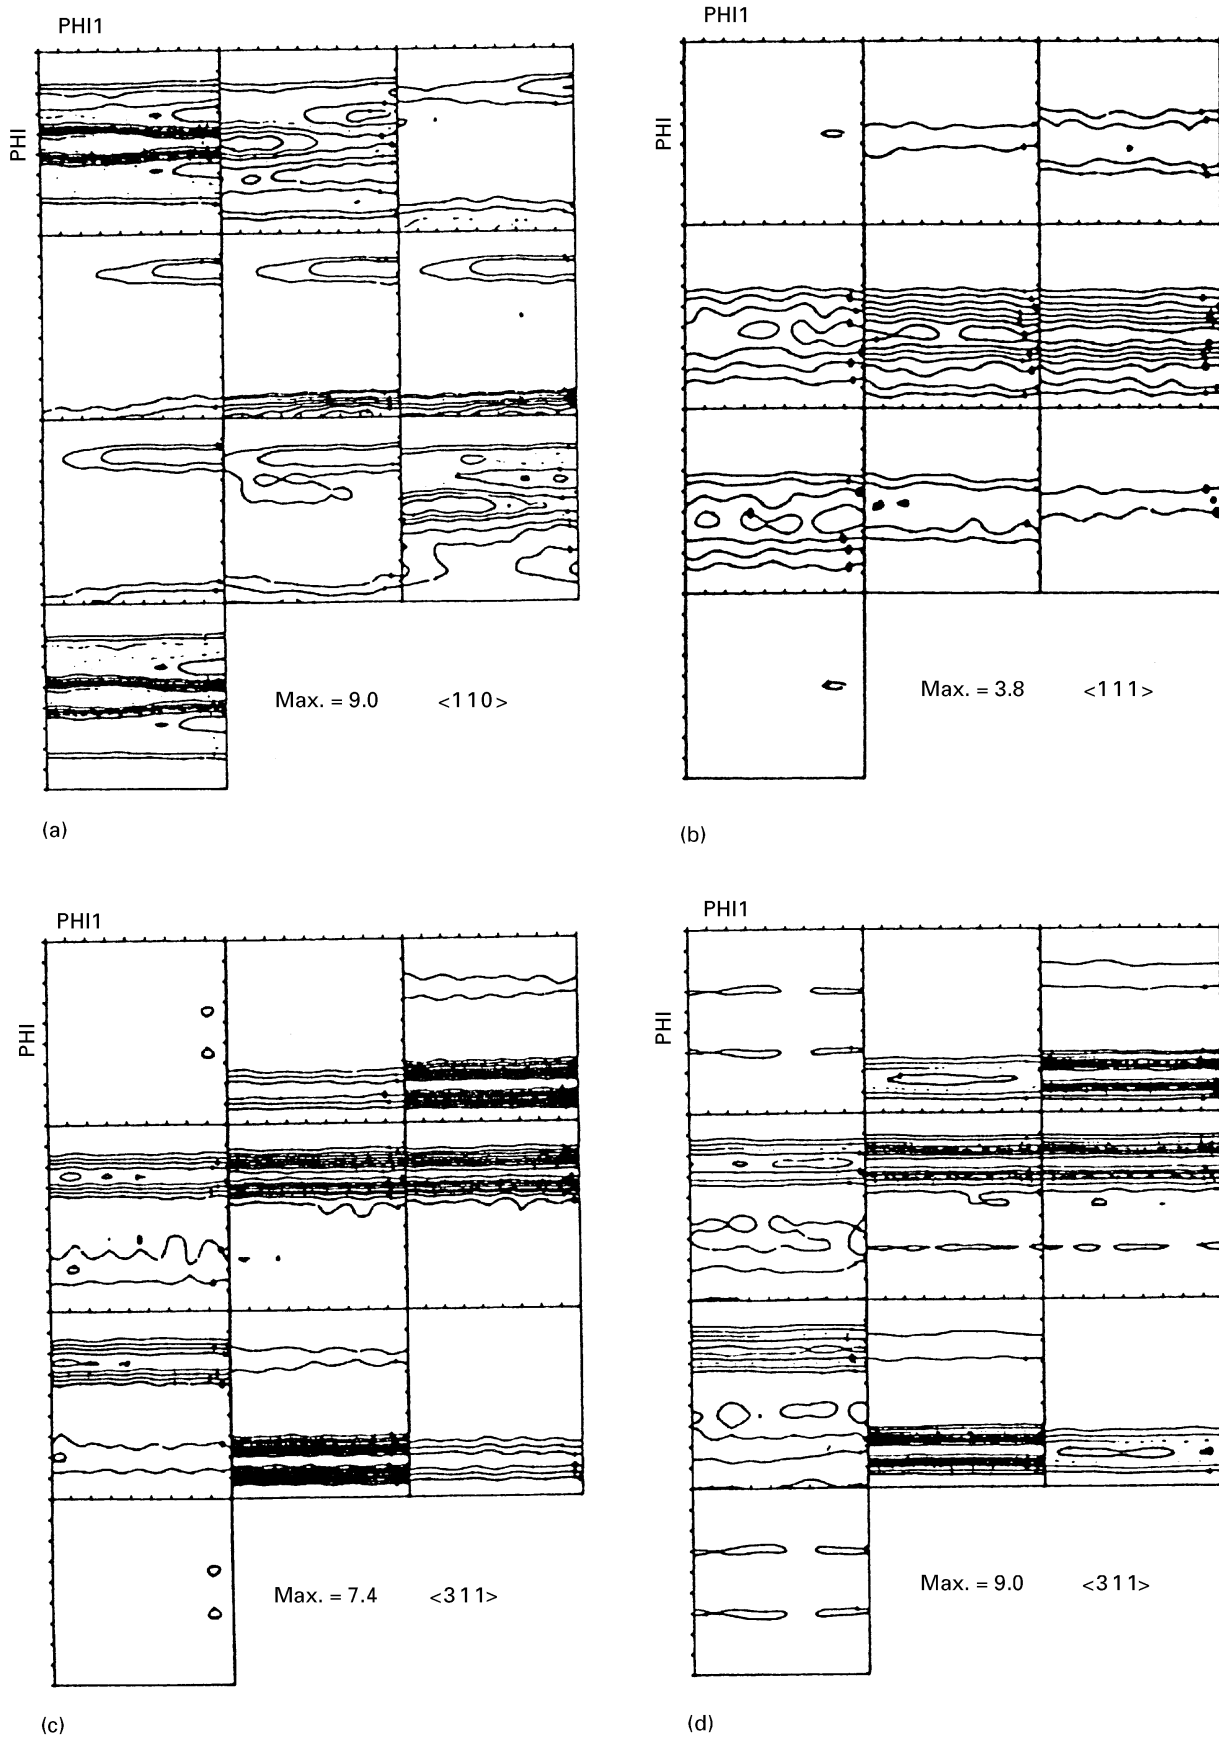 PHI1
PHI
Max. = 9.0 <110>
(a)
PHI1
PHI
Max. = 3.8 <111>
(b)
PHI1
PHI
Max. = 7.4 <311>
(c)
PHI1
PHI
Max. = 9.0 <311>
(d)